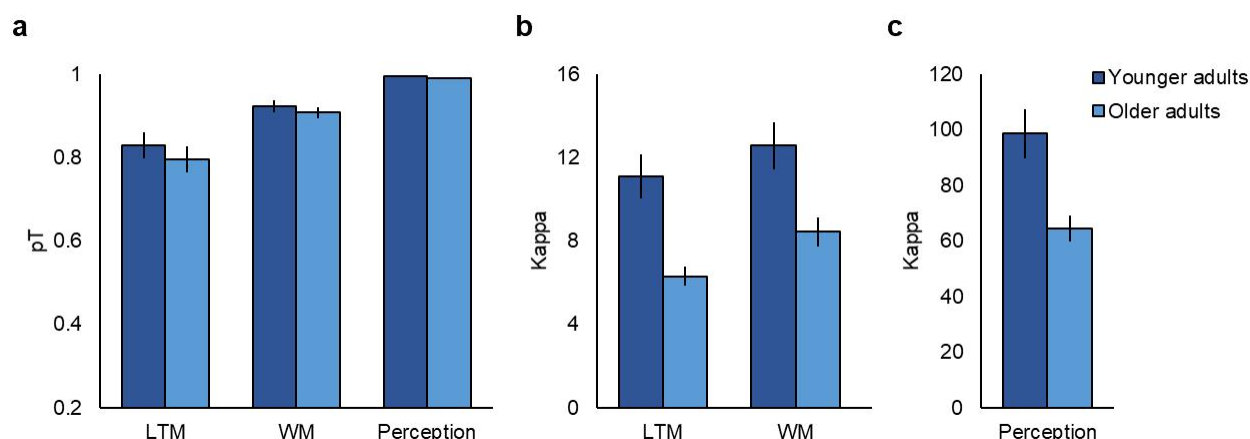 a
pT
1
0.8
0.6
0.4
0.2
LTM WM Perception
b
Kappa
16
12
8
4
0
LTM WM
c
Kappa
120
100
80
60
40
20
0
Perception
Younger adults
Older adults